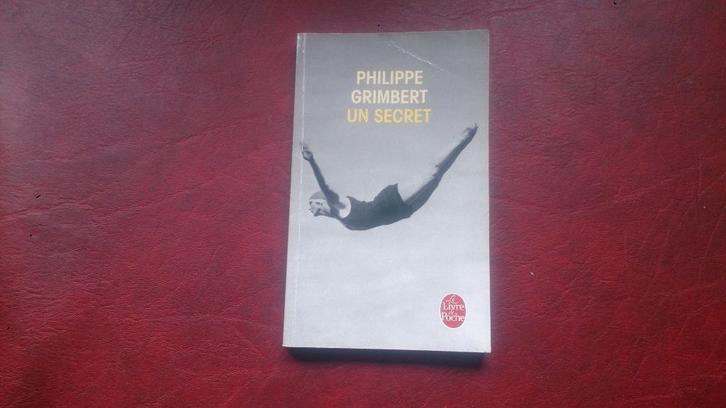 PHILIPPE
GRIMBERT
UN SECRET
Le
Livre
de
Poche